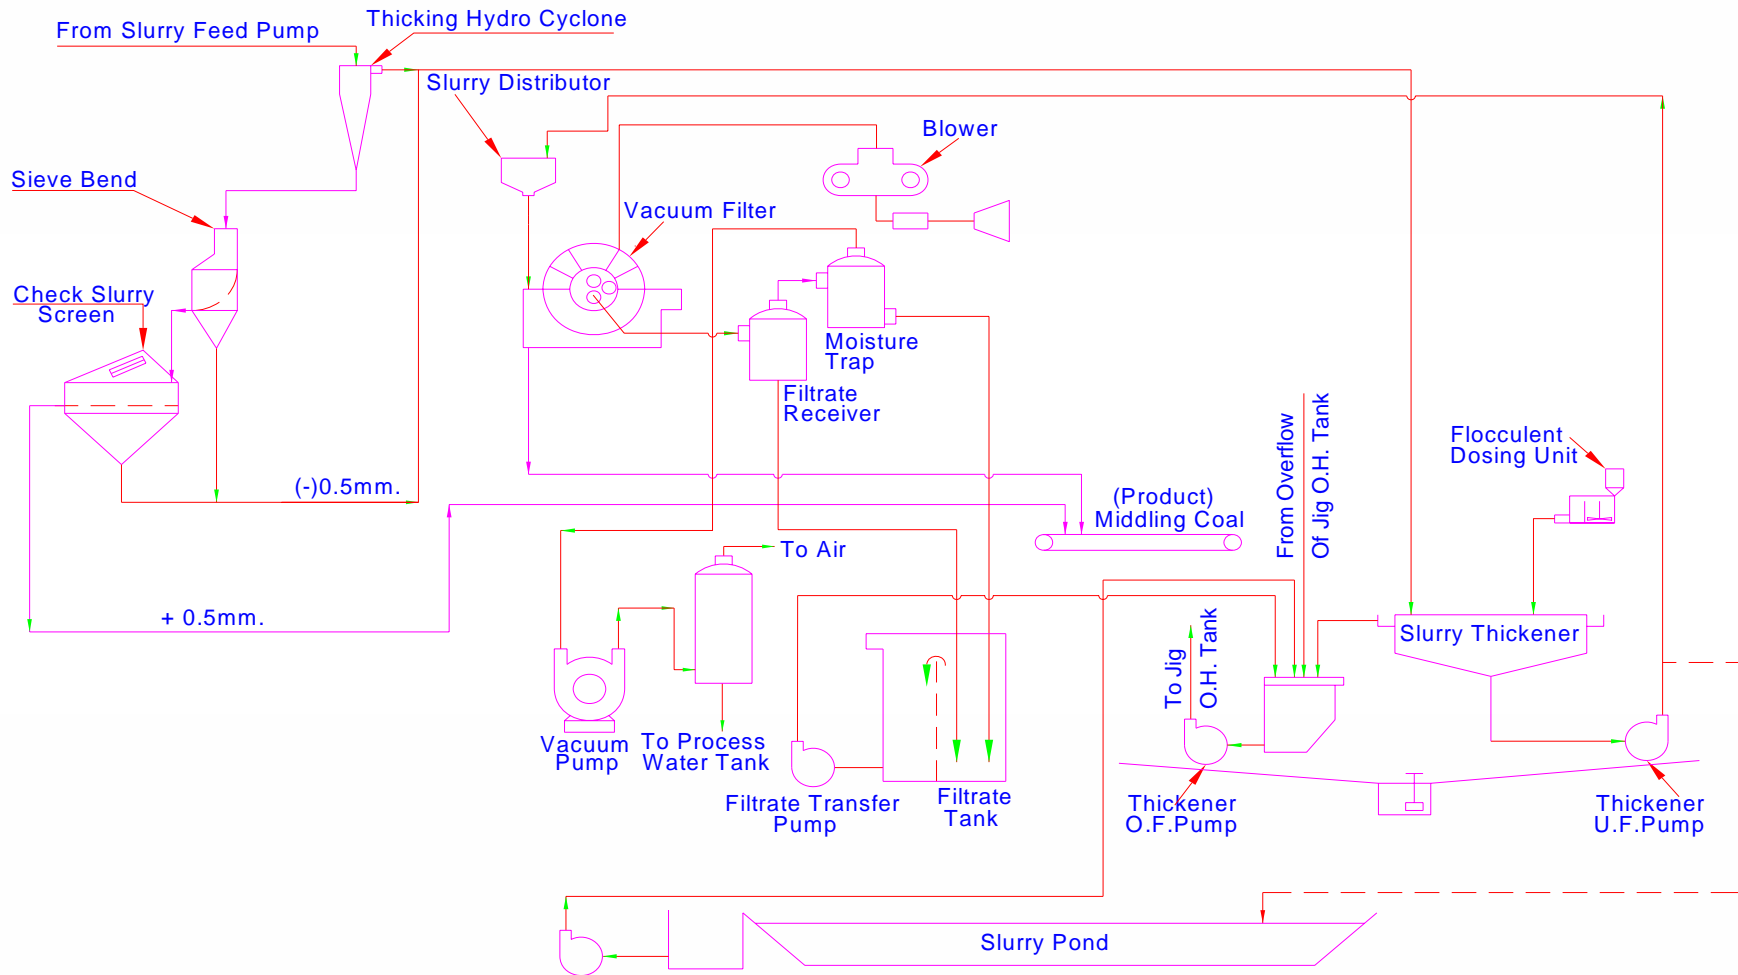 From Slurry Feed Pump
Thicking Hydro Cyclone
Slurry Distributor
Blower
Sieve Bend
Vacuum Filter
Check Slurry
Screen
Moisture
Trap
Filtrate
Receiver
From Overflow
Of Jig O.H. Tank
Flocculent
Dosing Unit
(-)0.5mm.
(Product)
Middling Coal
To Air
+ 0.5mm.
To Jig
O.H. Tank
Slurry Thickener
Vacuum
Pump
To Process
Water Tank
Filtrate Transfer
Pump
Filtrate
Tank
Thickener
O.F.Pump
Thickener
U.F.Pump
Slurry Pond